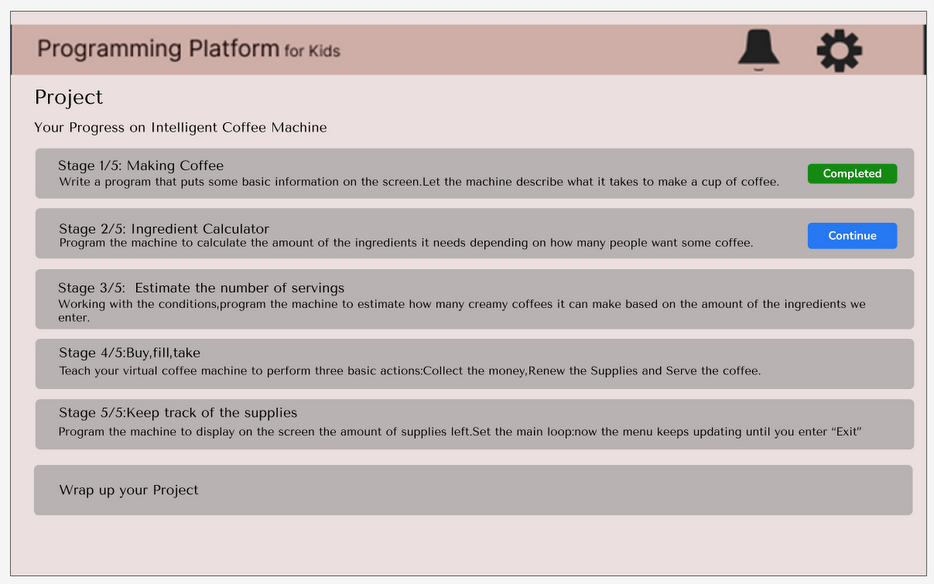 Programming Platform for Kids
Project
Your Progress on Intelligent Coffee Machine
Stage 1/5: Making Coffee
Write a program that puts some basic information on the screen.Let the machine describe what it takes to make a cup of coffee.
Completed
Stage 2/5: Ingredient Calculator
Program the machine to calculate the amount of the ingredients it needs depending on how many people want some coffee.
Continue
Stage 3/5:  Estimate the number of servings
Working with the conditions,program the machine to estimate how many creamy coffees it can make based on the amount of the ingredients we
enter.
Stage 4/5:Buy,fill,take
Teach your virtual coffee machine to perform three basic actions:Collect the money,Renew the Supplies and Serve the coffee.
Stage 5/5:Keep track of the supplies
Program the machine to display on the screen the amount of supplies left.Set the main loop:now the menu keeps updating until you enter “Exit”
Wrap up your Project